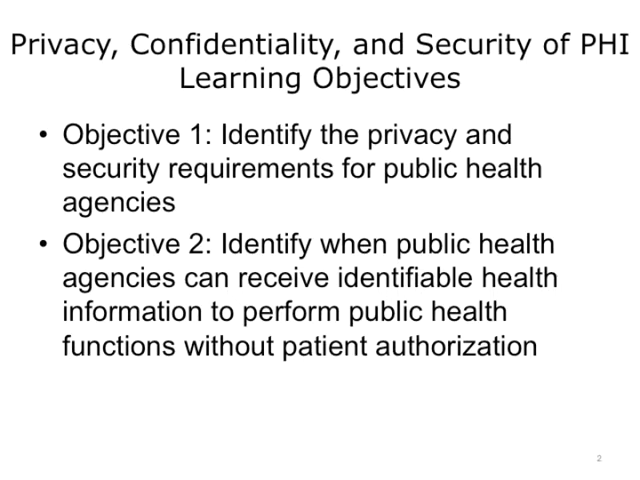 Privacy, Confidentiality, and Security of PHI
Learning Objectives
• Objective 1: Identify the privacy and
security requirements for public health
agencies
• Objective 2: Identify when public health
agencies can receive identifiable health
information to perform public health
functions without patient authorization
2